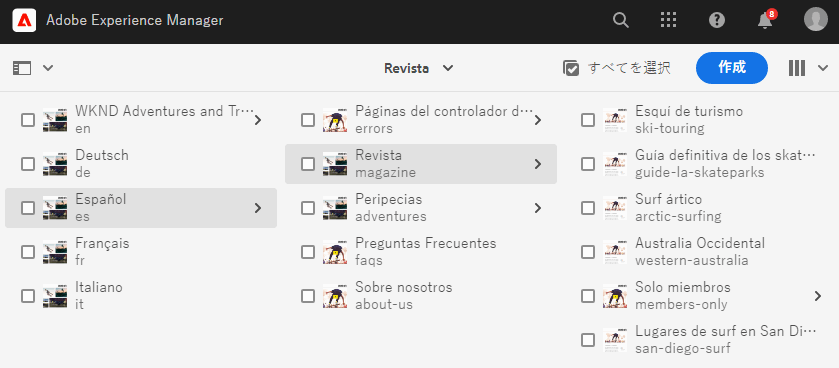 Adobe Experience Manager
8
Revista
すべてを選択
作成
WKND Adventures and Tr…
en
Deutsch
de
Español
es
Français
fr
Italiano
it
Páginas del controlador d…
errors
Revista
magazine
Peripecias
adventures
Preguntas Frecuentes
faqs
Sobre nosotros
about-us
Esquí de turismo
ski-touring
Guía definitiva de los skat…
guide-la-skateparks
Surf ártico
arctic-surfing
Australia Occidental
western-australia
Solo miembros
members-only
Lugares de surf en San Di…
san-diego-surf